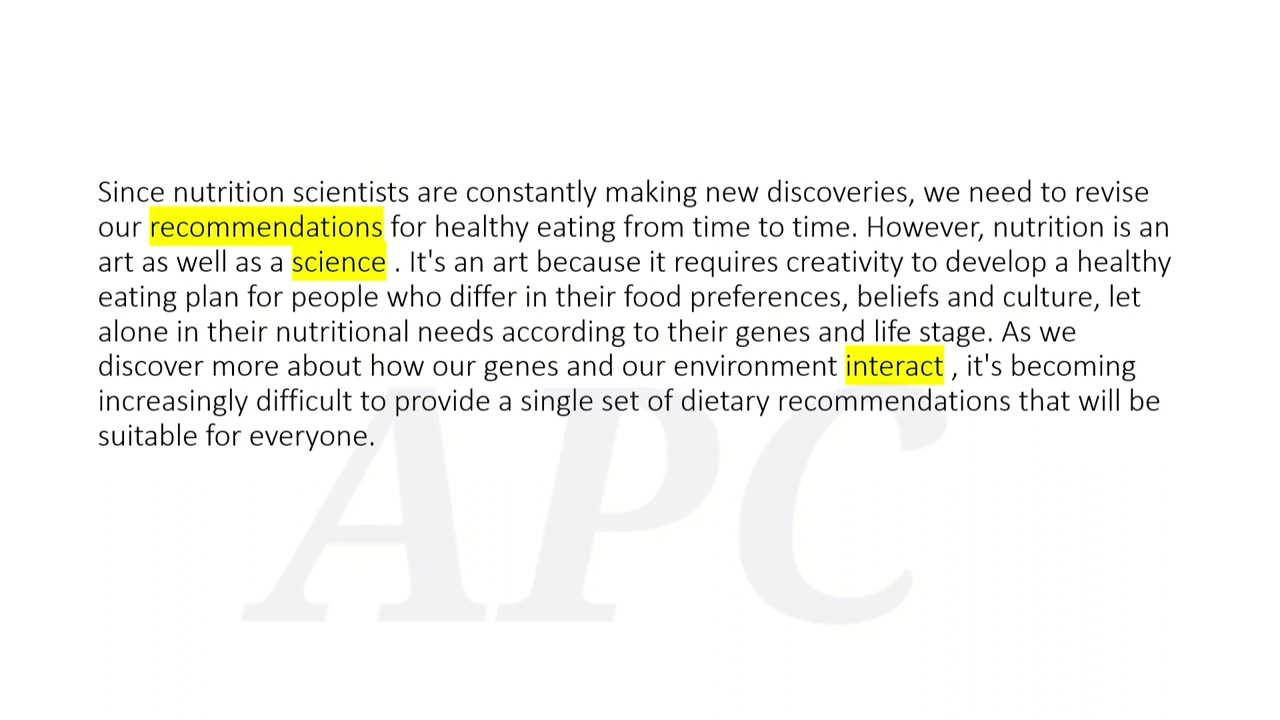 Since nutrition scientists are constantly making new discoveries, we need to revise
our recommendations for healthy eating from time to time. However, nutrition is an
art as well as a science . It's an art because it requires creativity to develop a healthy
eating plan for people who differ in their food preferences, beliefs and culture, let
alone in their nutritional needs according to their genes and life stage. As we
discover more about how our genes and our environment interact , it's becoming
increasingly difficult to provide a single set of dietary recommendations that will be
suitable for everyone.
APC